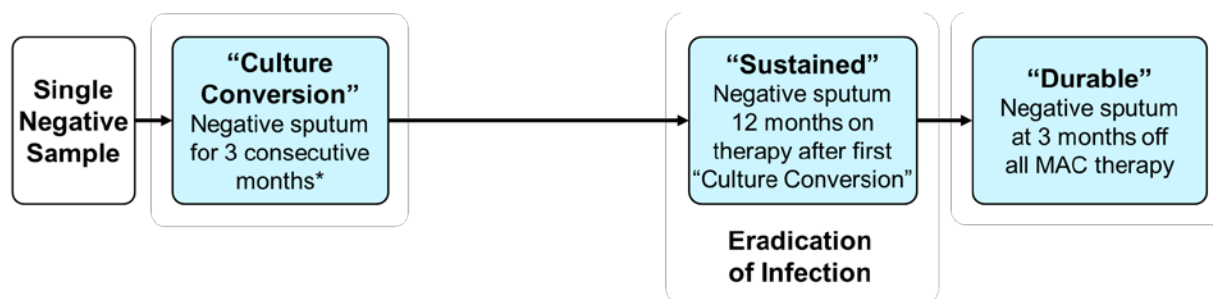 Single
Negative
Sample
“Culture
Conversion”
Negative sputum
for 3 consecutive
months*
“Sustained”
Negative sputum
12 months on
therapy after first
“Culture Conversion”
Eradication
of Infection
“Durable”
Negative sputum
at 3 months off
all MAC therapy